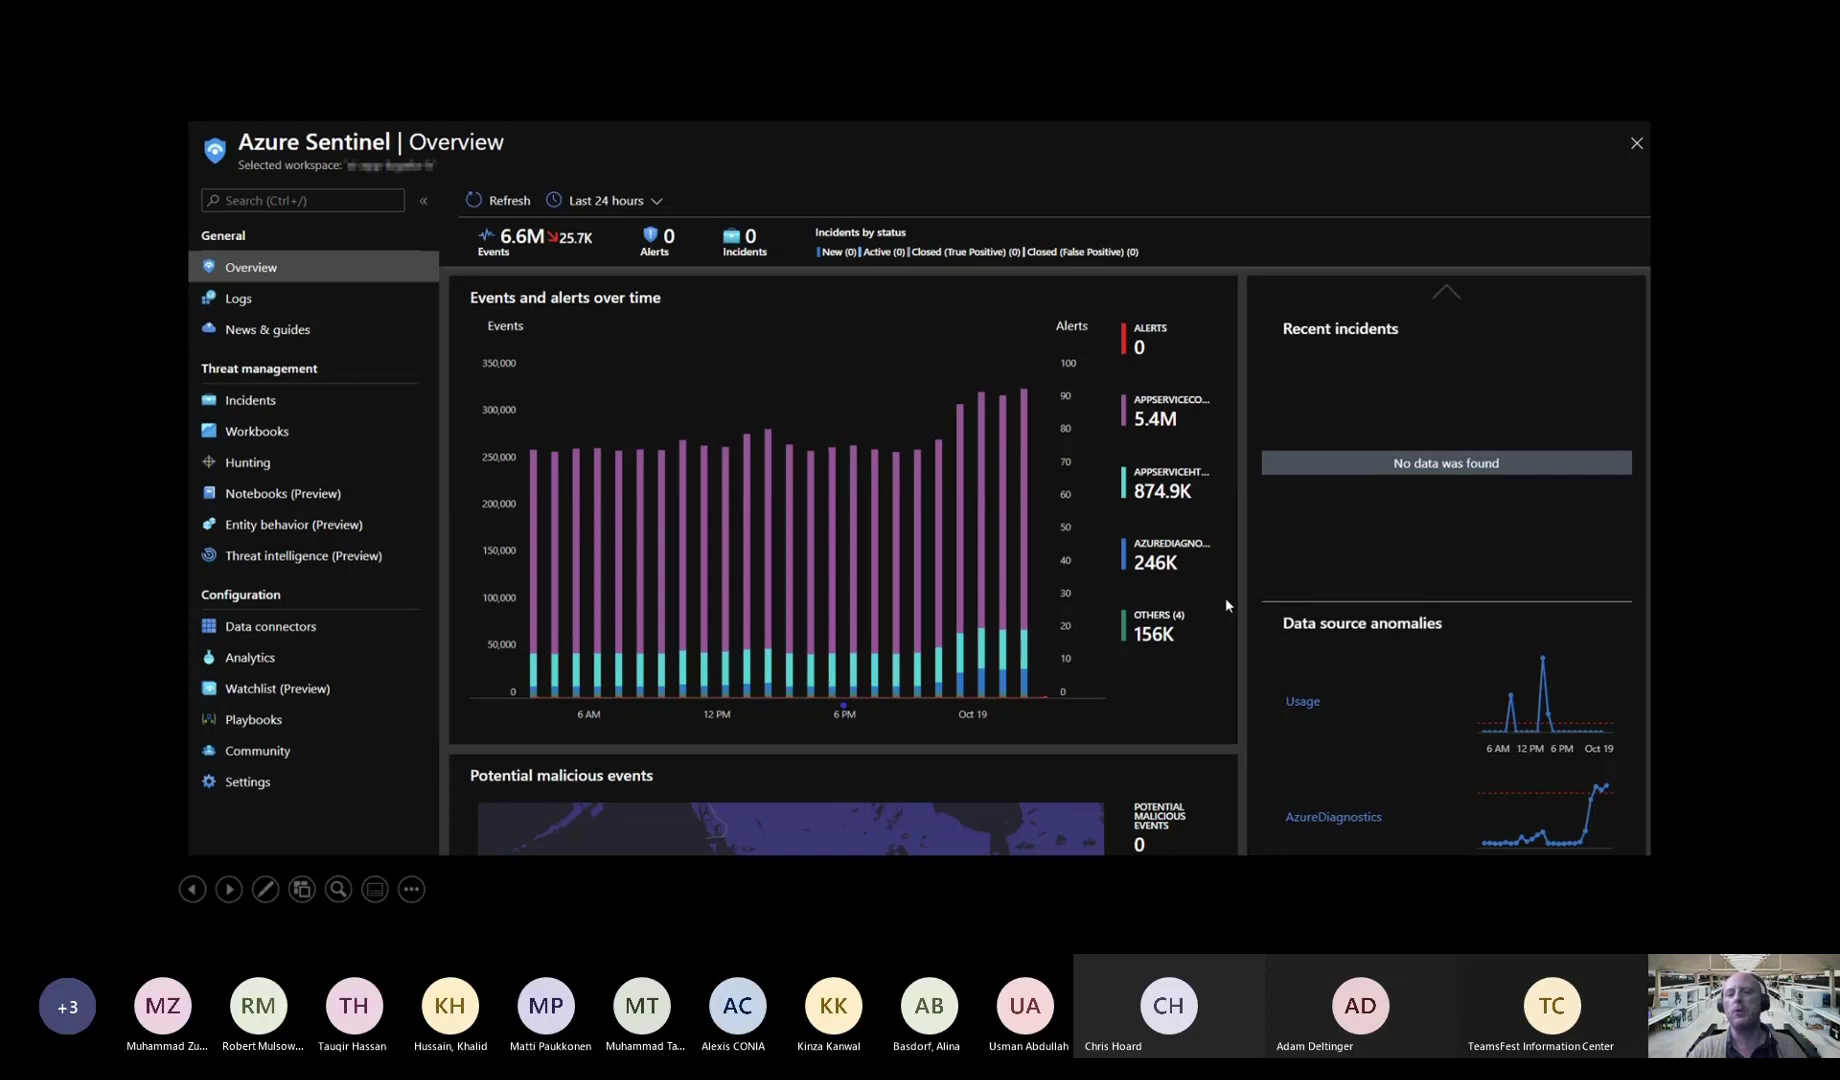 Azure Sentinel | Overview
Selected workspace:
Search (Ctrl+/)
«
Refresh
Last 24 hours
General
Overview
Logs
News & guides
Threat management
Incidents
Workbooks
Hunting
Notebooks (Preview)
Entity behavior (Preview)
Threat intelligence (Preview)
Configuration
Data connectors
Analytics
Watchlist (Preview)
Playbooks
Community
Settings
6.6M 25.7K
Events
0
Alerts
0
Incidents
Incidents by status
New (0) Active (0) Closed (True Positive) (0) Closed (False Positive) (0)
Events and alerts over time
Events
Alerts
350,000
300,000
250,000
200,000
150,000
100,000
50,000
0
100
90
80
70
60
50
40
30
20
10
0
6 AM 12 PM 6 PM Oct 19
ALERTS
0
APPSERVICECO...
5.4M
APPSERVICEHT...
874.9K
AZUREDIAGNO...
246K
OTHERS (4)
156K
Potential malicious events
POTENTIAL
MALICIOUS
EVENTS
0
Recent incidents
No data was found
Data source anomalies
Usage
6 AM 12 PM 6 PM Oct 19
AzureDiagnostics
+3
MZ
Muhammad Zu...
RM
Robert Mulsow...
TH
Tauqir Hassan
KH
Hussain, Khalid
MP
Matti Paukkonen
MT
Muhammad Ta...
AC
Alexis CONIA
KK
Kinza Kanwal
AB
Basdorf, Alina
UA
Usman Abdullah
CH
Chris Hoard
AD
Adam Deltinger
TC
TeamsFest Information Center